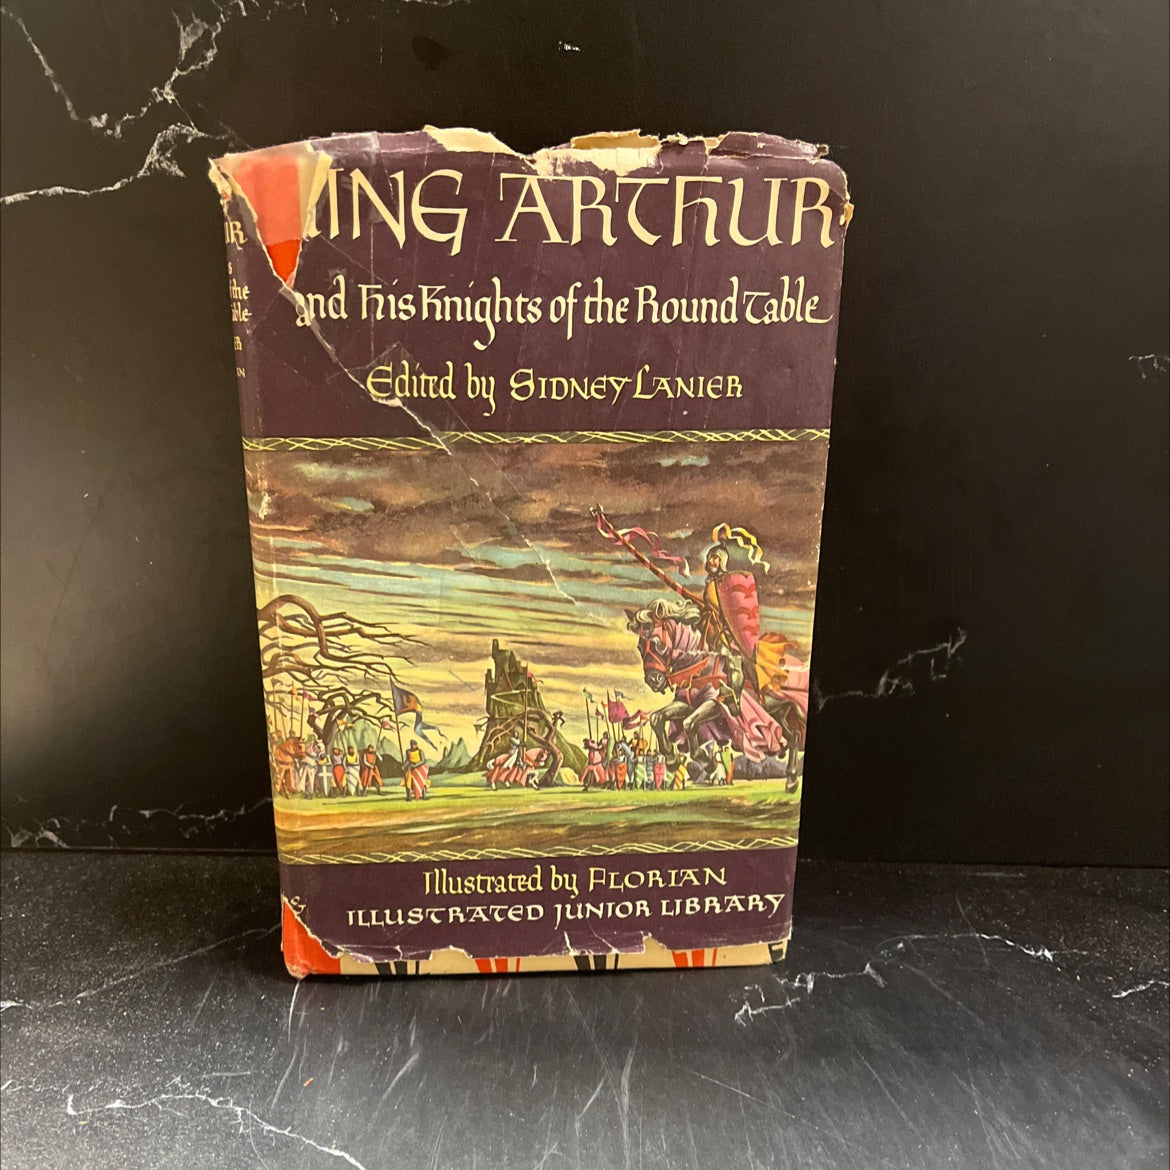 ING ARTHUR
and his Knights of the Round Table
Edited by SIDNEY LANIER
Illustrated by FLORIAN
ILLUSTRATED JUNIOR LIBRARY